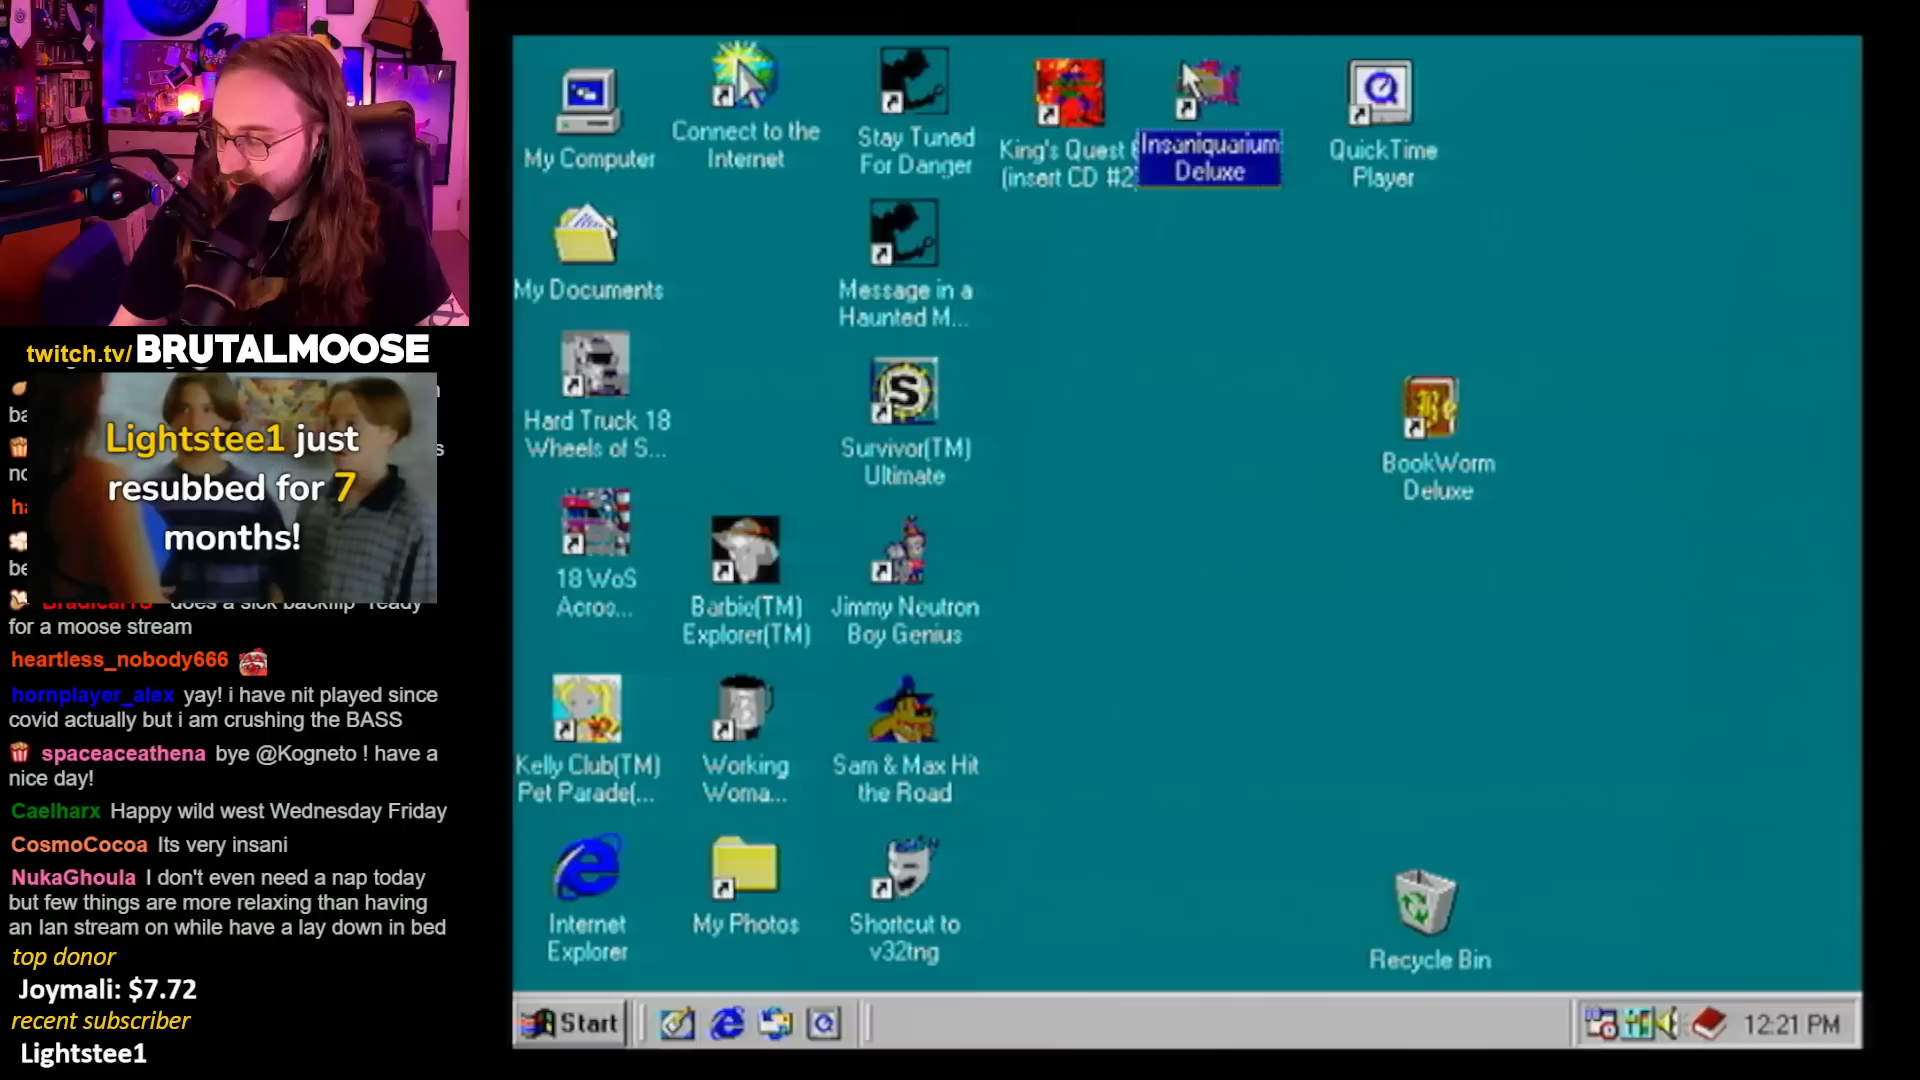 twitch.tv/BRUTALMOOSE
Lightstee1 just
resubbed for 7
months!
does a sick backflip ready
for a moose stream
heartless_nobody666
hornplayer_alex yay! i have nit played since
covid actually but i am crushing the BASS
spaceaceathena bye @Kogneto ! have a
nice day!
Caelharx Happy wild west Wednesday Friday
CosmoCocoa Its very insani
NukaGhoula I don't even need a nap today
but few things are more relaxing than having
an Ian stream on while have a lay down in bed
top donor
Joymali: $7.72
recent subscriber
Lightstee1
My Computer
Connect to the
Internet
Stay Tuned
For Danger
King's Quest
(insert CD #2)
Insaniquarium
Deluxe
QuickTime
Player
My Documents
Message in a
Haunted M...
Hard Truck 18
Wheels of S...
Survivor(TM)
Ultimate
BookWorm
Deluxe
18 WoS
Acros...
Barbie(TM)
Explorer(TM)
Jimmy Neutron
Boy Genius
Kelly Club(TM)
Pet Parade(...
Working
Woma...
Sam & Max Hit
the Road
Internet
Explorer
My Photos
Shortcut to
v32tng
Recycle Bin
Start
12:21 PM